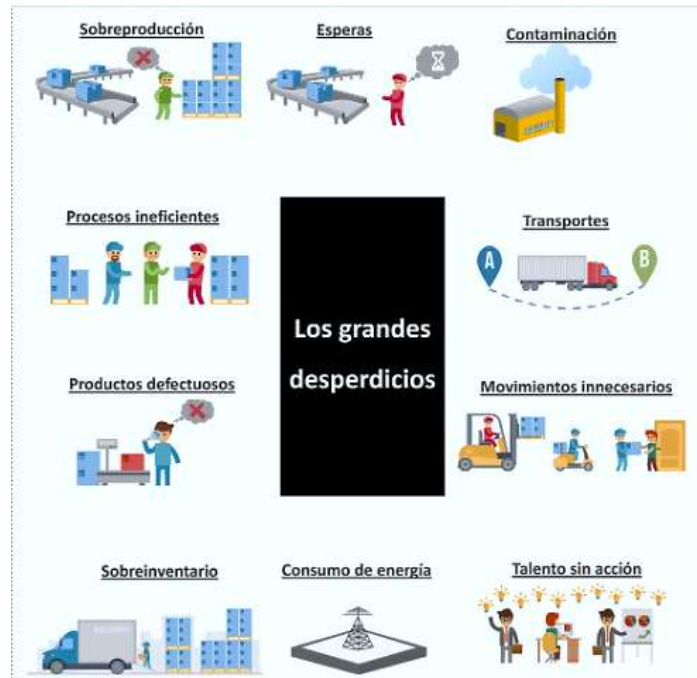 Sobreproducción
Esperas
Contaminación
Procesos ineficientes
Transportes
A
B
Los grandes
desperdicios
Productos defectuosos
Movimientos innecesarios
Sobreinventario
Consumo de energía
Talento sin acción